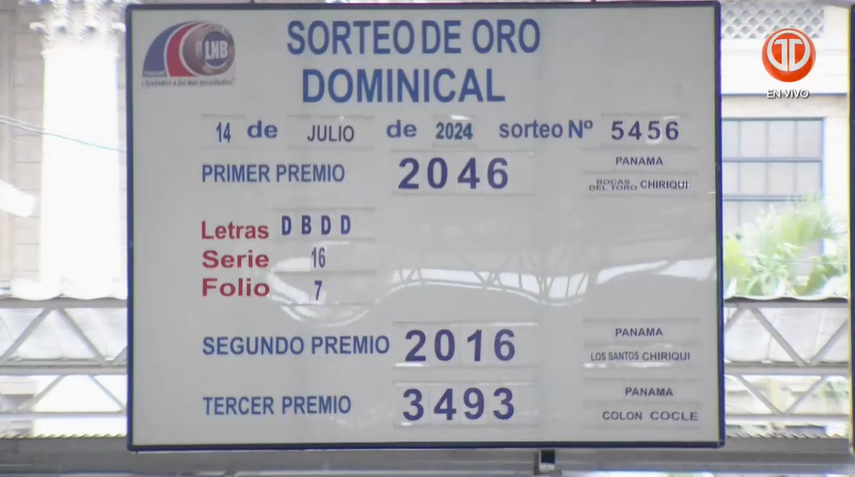 LNB
SORTEO DE ORO
DOMINICAL
EN VIVO
14 de JULIO de 2024 sorteo Nº 5456
PRIMER PREMIO 2046 PANAMA
BOCAS DEL TORO CHIRIQUI
Letras D B D D
Serie 16
Folio 7
SEGUNDO PREMIO 2016 PANAMA
LOS SANTOS CHIRIQUI
TERCER PREMIO 3493 PANAMA
COLON COCLE